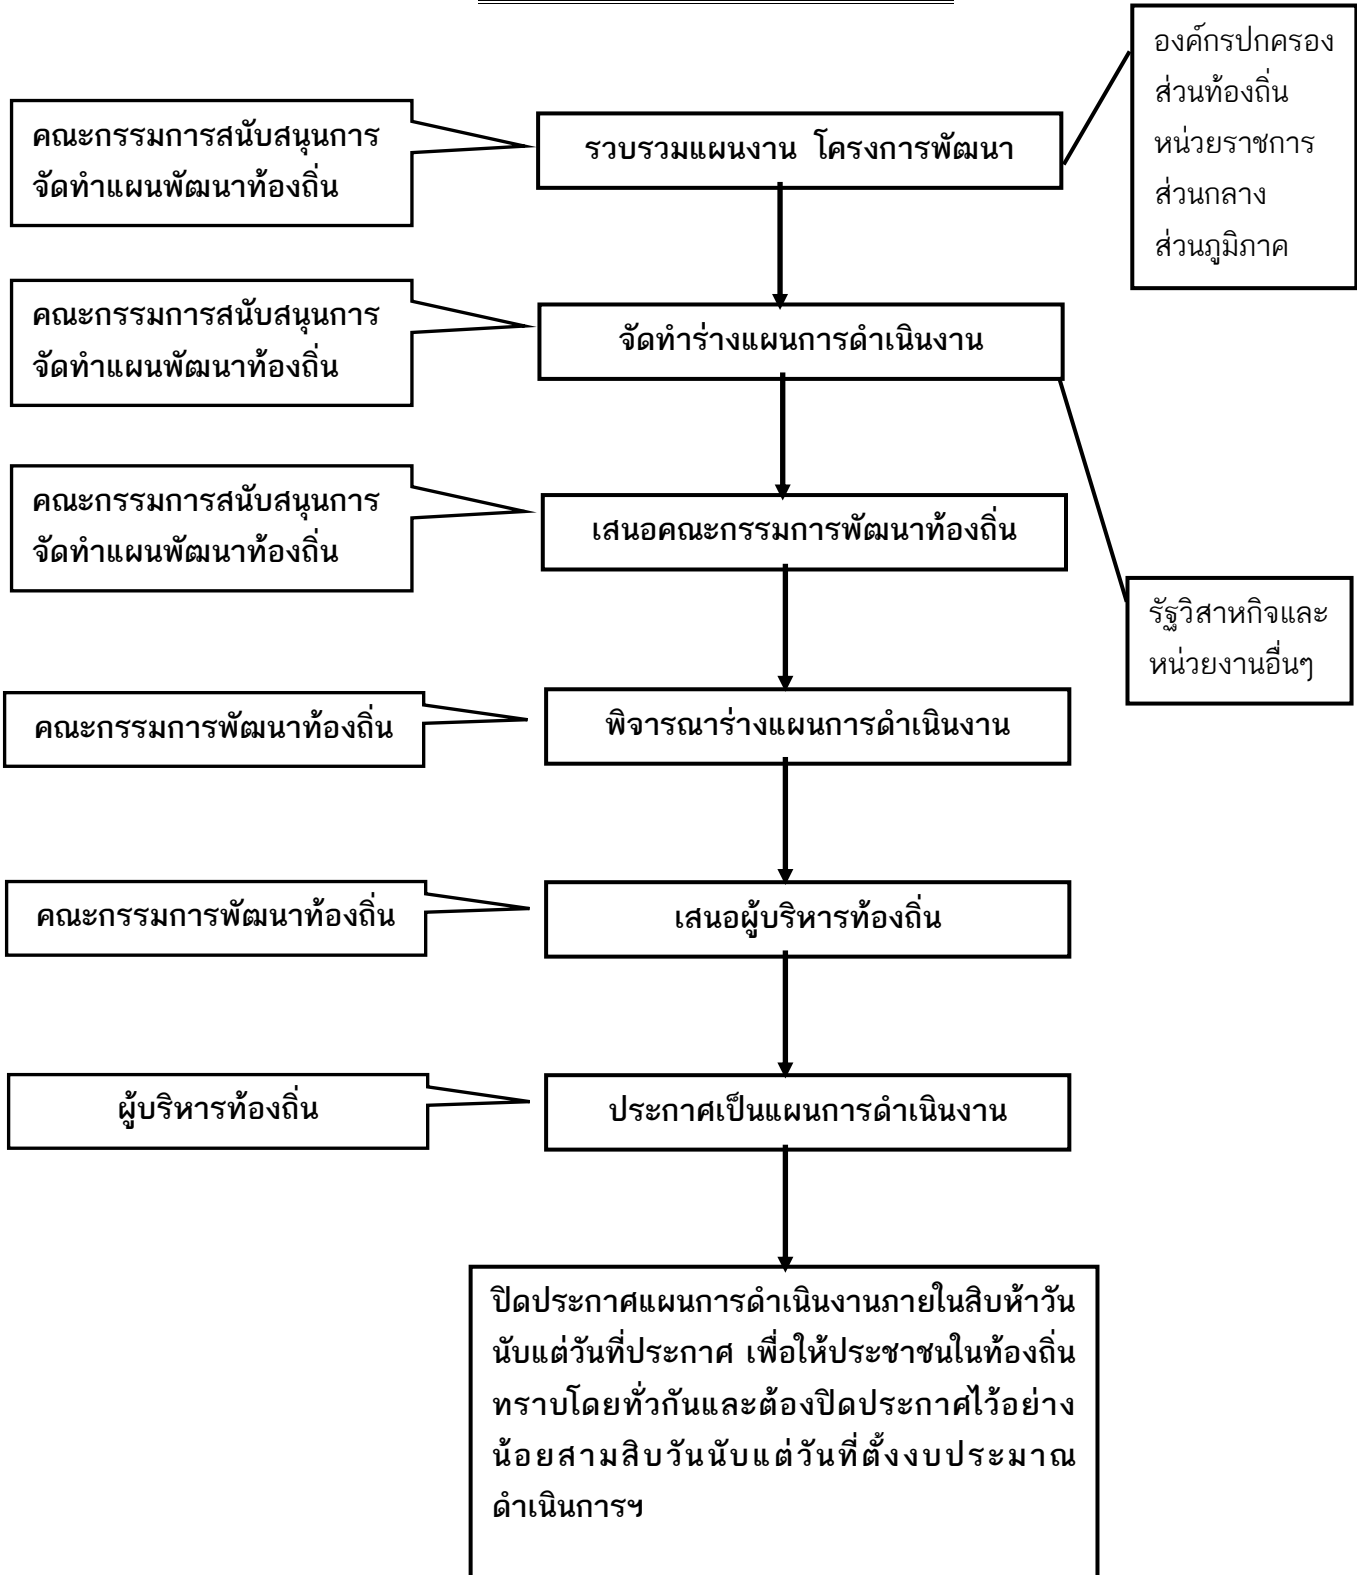 องค์กรปกครอง
ส่วนท้องถิ่น
หน่วยราชการ
ส่วนกลาง
ส่วนภูมิภาค
คณะกรรมการสนับสนุนการ
จัดทำแผนพัฒนาท้องถิ่น
รวบรวมแผนงาน โครงการพัฒนา
คณะกรรมการสนับสนุนการ
จัดทำแผนพัฒนาท้องถิ่น
จัดทำร่างแผนการดำเนินงาน
คณะกรรมการสนับสนุนการ
จัดทำแผนพัฒนาท้องถิ่น
เสนอคณะกรรมการพัฒนาท้องถิ่น
รัฐวิสาหกิจและ
หน่วยงานอื่นๆ
คณะกรรมการพัฒนาท้องถิ่น
พิจารณาร่างแผนการดำเนินงาน
คณะกรรมการพัฒนาท้องถิ่น
เสนอผู้บริหารท้องถิ่น
ผู้บริหารท้องถิ่น
ประกาศเป็นแผนการดำเนินงาน
ปิดประกาศแผนการดำเนินงานภายในสิบห้าวัน
นับแต่วันที่ประกาศ เพื่อให้ประชาชนในท้องถิ่น
ทราบโดยทั่วกันและต้องปิดประกาศไว้อย่าง
น้อยสามสิบวันนับแต่วันที่ตั้งงบประมาณ
ดำเนินการฯ